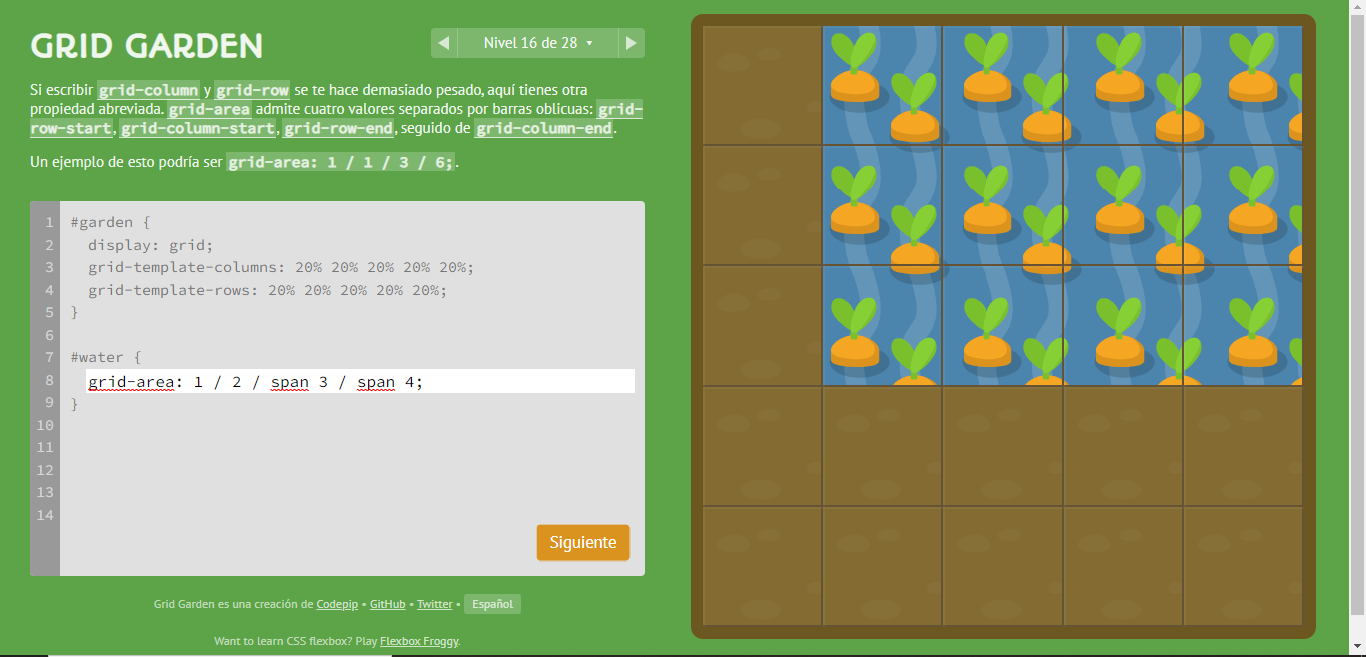 GRID GARDEN
Nivel 16 de 28
Si escribir grid-column y grid-row se te hace demasiado pesado, aquí tienes otra
propiedad abreviada. grid-area admite cuatro valores separados por barras oblicuas: grid-
row-start, grid-column-start, grid-row-end, seguido de grid-column-end.
Un ejemplo de esto podría ser grid-area: 1 / 1 / 3 / 6;.
1 #garden {
2 display: grid;
3 grid-template-columns: 20% 20% 20% 20% 20%;
4 grid-template-rows: 20% 20% 20% 20% 20%;
5 }
6
7 #water {
8 grid-area: 1 / 2 / span 3 / span 4;
9 }
10
11
12
13
14
Siguiente
Grid Garden es una creación de Codepip • GitHub • Twitter • Español
Want to learn CSS flexbox? Play Flexbox Froggy.